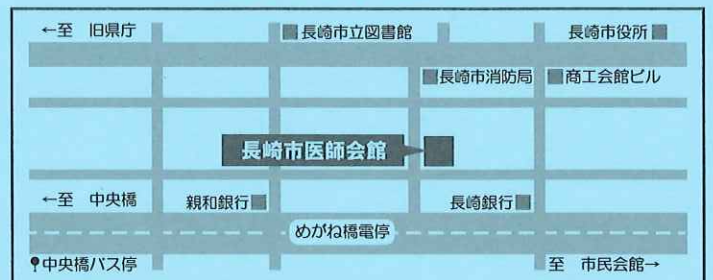 ←至 旧県庁
長崎市立図書館
長崎市役所
長崎市消防局
商工会館ビル
長崎市医師会館
←至 中央橋
親和銀行
長崎銀行
めがね橋電停
中央橋バス停
至 市民会館→